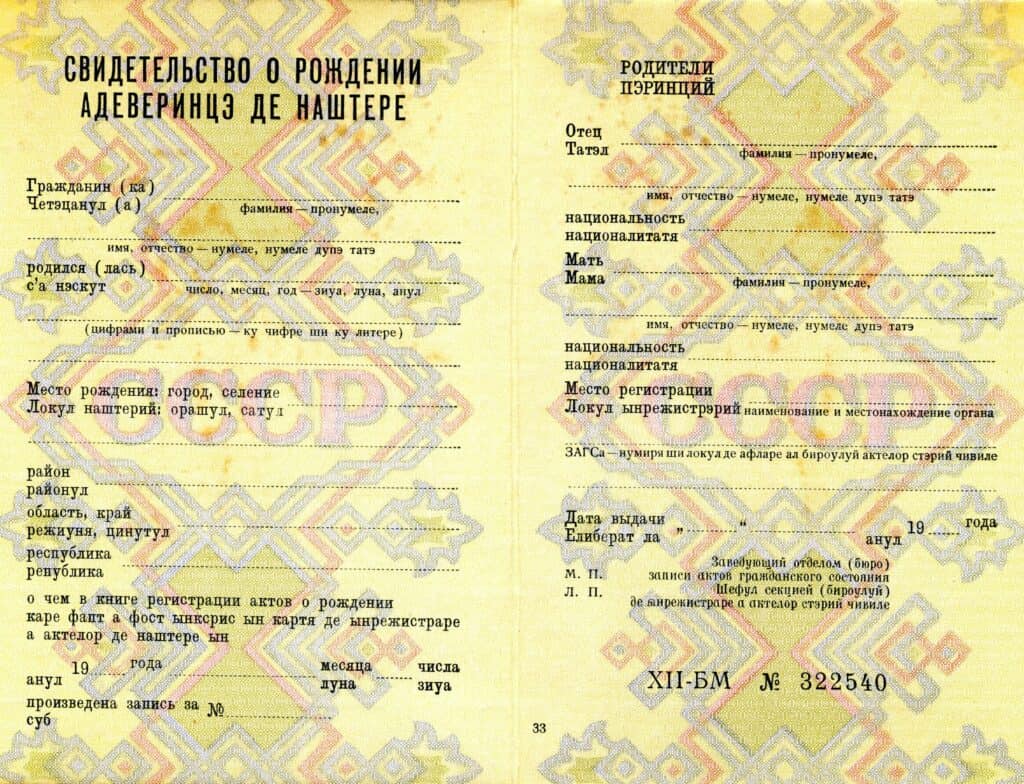 СВИДЕТЕЛЬСТВО О РОЖДЕНИИ
АДЕВЕРИНЦЭ ДЕ НАШТЕРЕ
Гражданин (ка)
Четэцанул (а)
фамилия — пронумеле,
имя, отчество — нумеле, нумеле дупэ татэ
родился (лась)
с'а нэскут
число, месяц, год — зиуа, луна, анул
(цифрами и прописью — ку чифре ши ку литере)
СССР
Место рождения: город, селение
Локул наштерий: орашул, сатул
район
районул
область, край
режиуня, цинутул
республика
република
о чем в книге регистрации актов о рождении
каре фапт а фост ынксрис ын картя де ынрежистраре
а актелор де наштере ын
19 года месяца числа
анул луна зиуа
произведена запись за №
суб
РОДИТЕЛИ
ПЭРИНЦИЙ
Отец
Татэл
фамилия — пронумеле,
имя, отчество — нумеле, нумеле дупэ татэ
национальность
националитатя
Мать
Мама
фамилия — пронумеле,
имя, отчество — нумеле, нумеле дупэ татэ
национальность
националитатя
СССР
Место регистрации
Локул ынрежистрэрий наименование и местонахождение органа
ЗАГСа — нумиря ши локул де афларе ал бироулуй актелор стэрий чивиле
Дата выдачи
Елиберат ла „ “ 19 года
анул
Заведующий отделом (бюро)
М. П. записи актов гражданского состояния
Л. П. Шефул секцией (бироулуй)
де ынрежистраре а актелор стэрий чивиле
XII-БМ № 322540
33